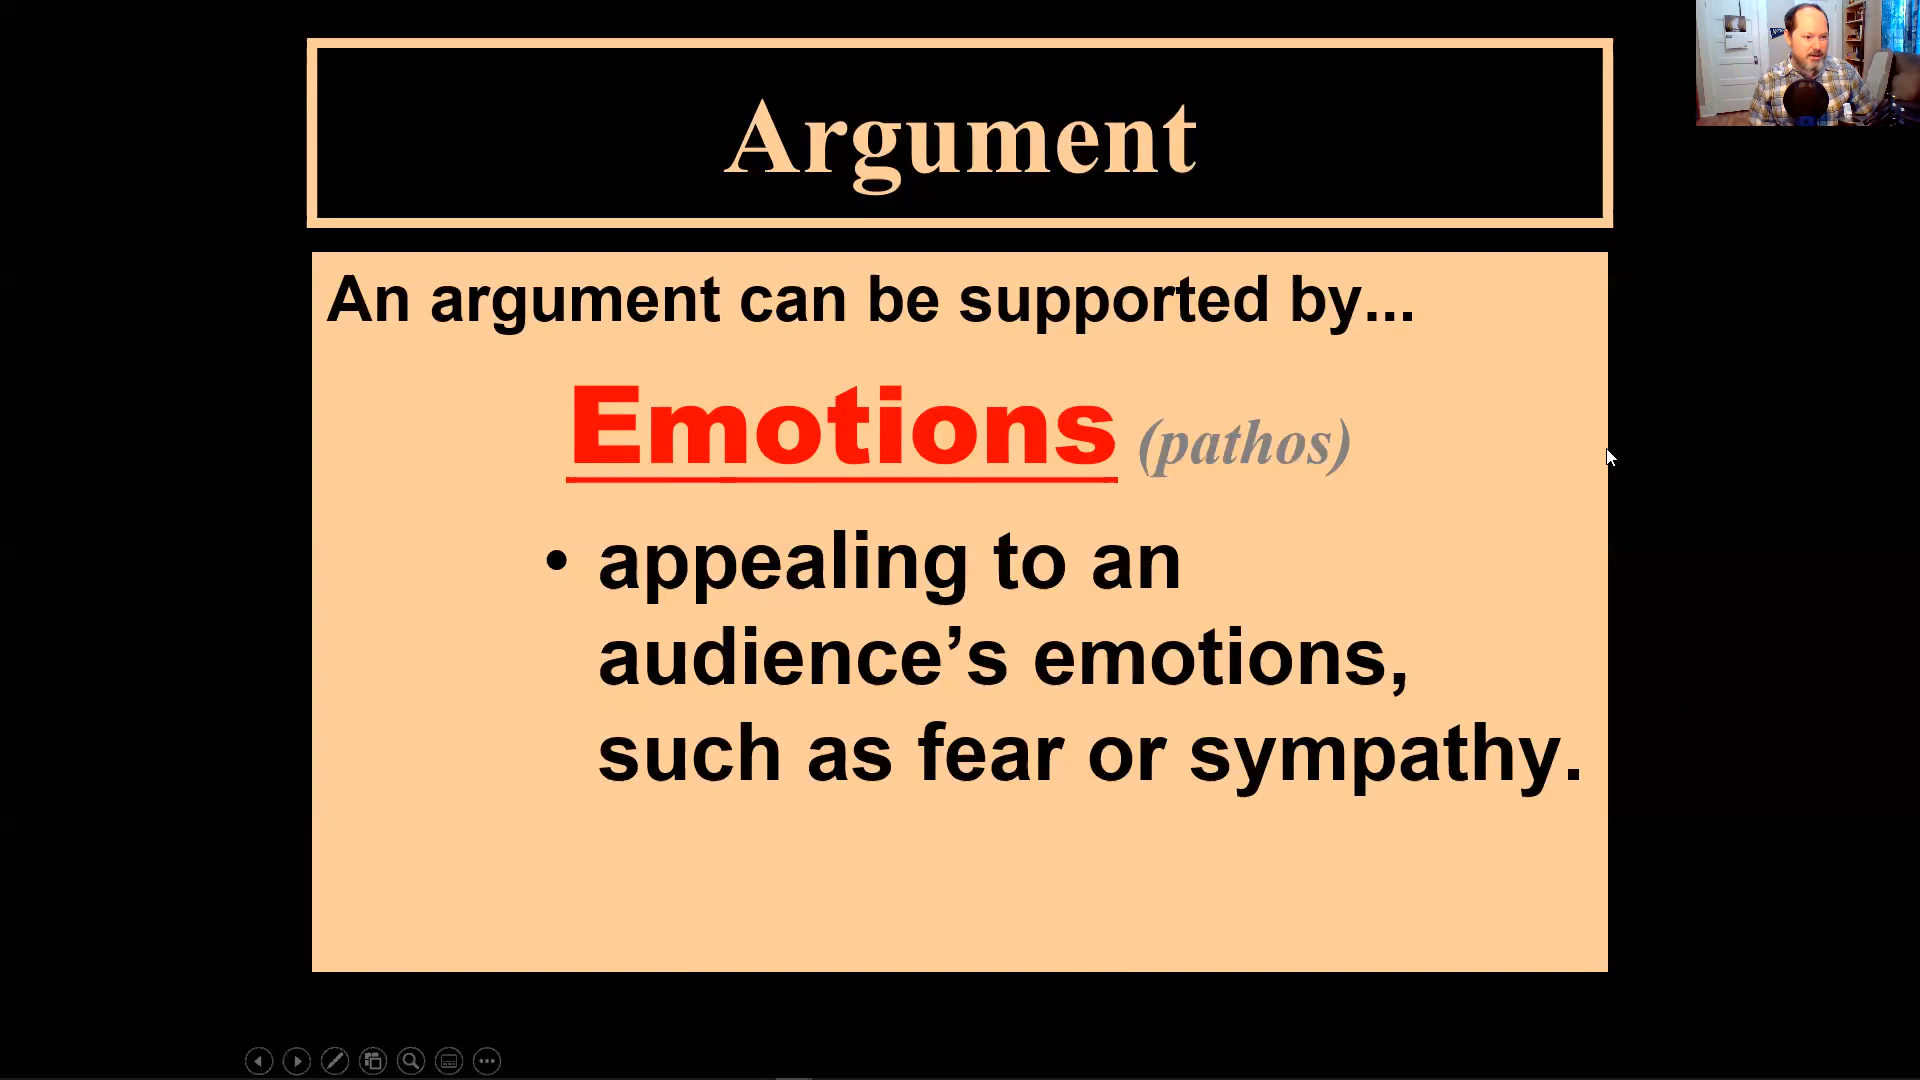 Argument
An argument can be supported by...
Emotions (pathos)
• appealing to an
audience’s emotions,
such as fear or sympathy.